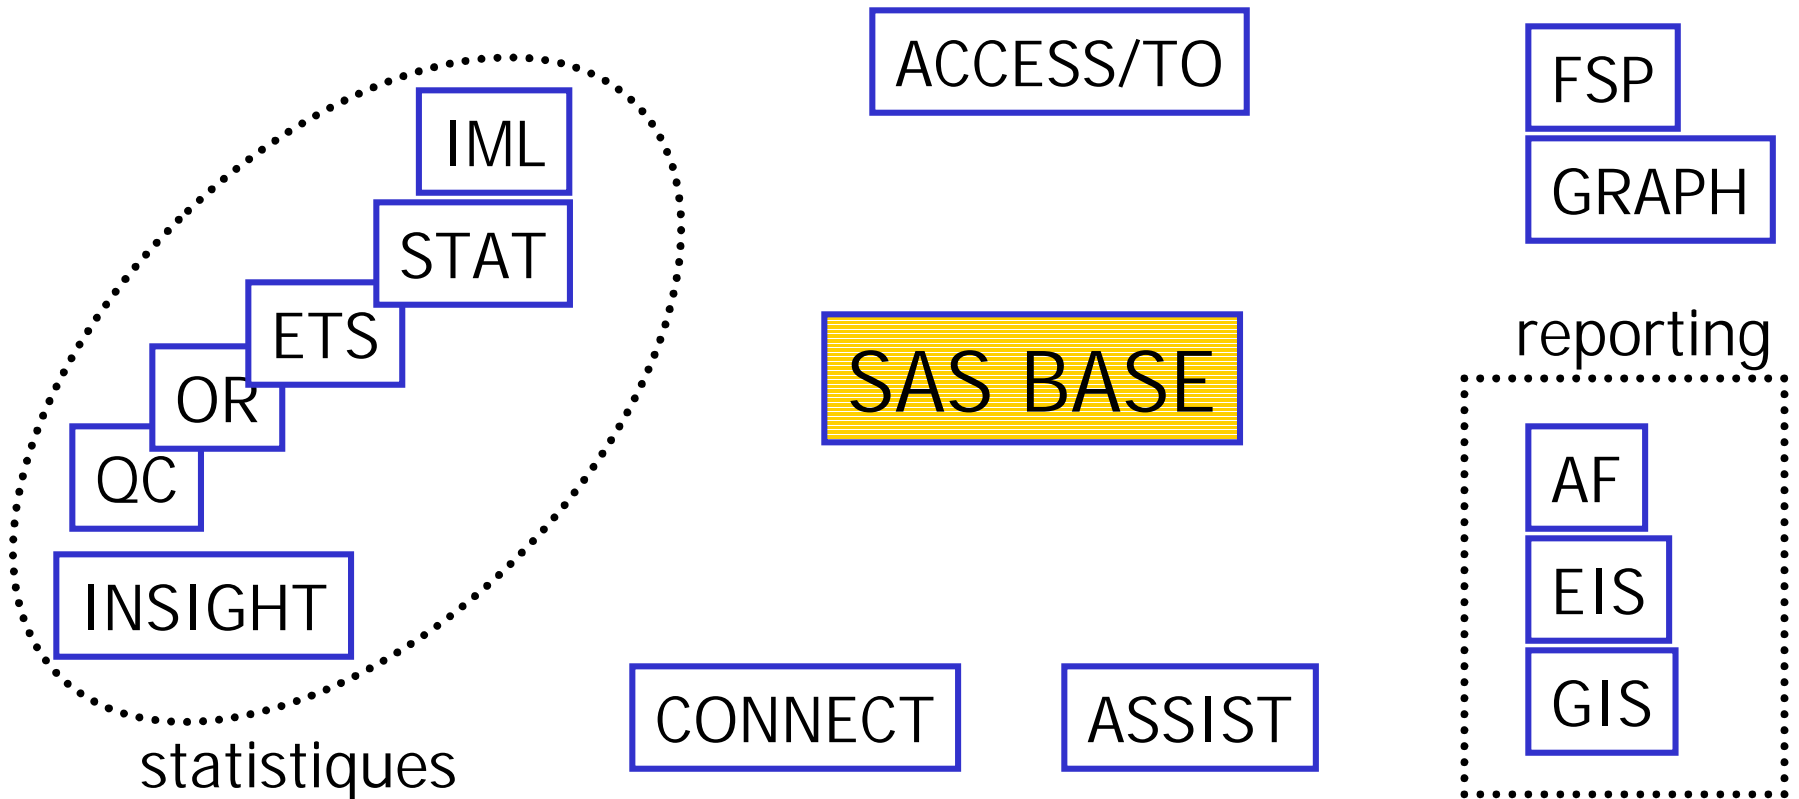 ACCESS/TO
FSP
GRAPH
IML
STAT
ETS
OR
QC
INSIGHT
statistiques
SAS BASE
reporting
AF
EIS
GIS
CONNECT
ASSIST